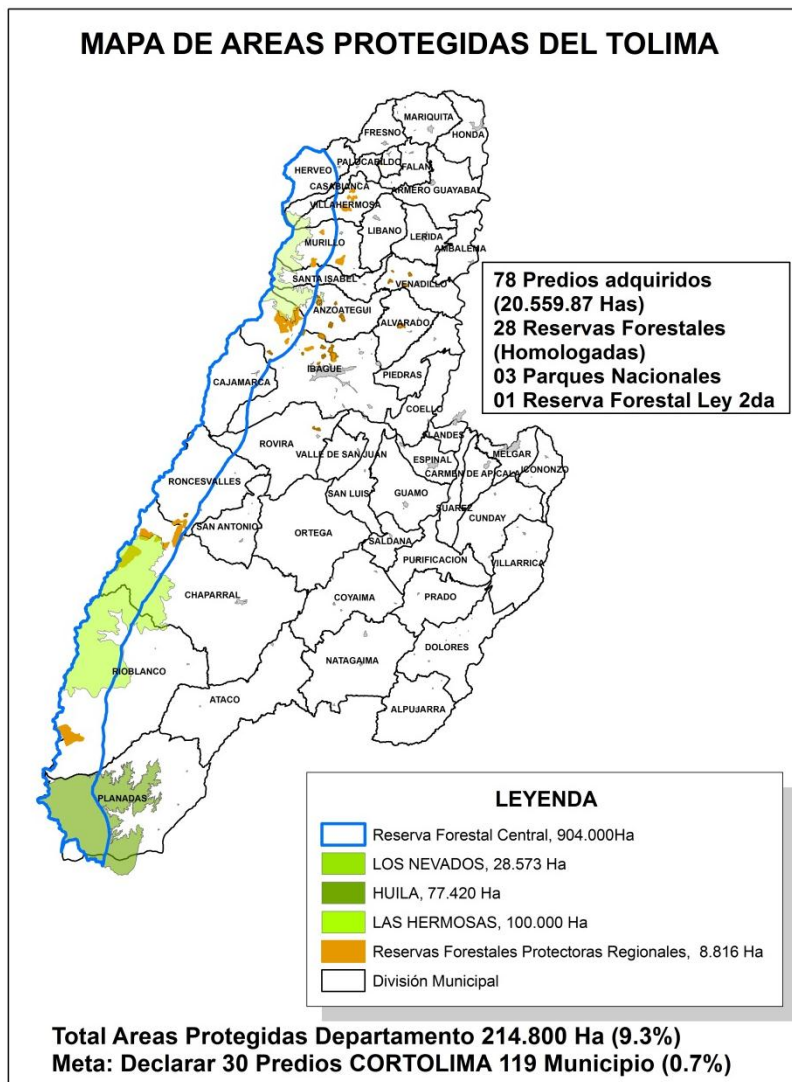 MAPA DE AREAS PROTEGIDAS DEL TOLIMA
MARIQUITA
FRESNO
HONDA
PALOCABILDO
FALAN
HERVEO
CASABIANCA
ARMERO GUAYABAL
VILLAHERMOSA
LIBANO
LERIDA
MURILLO
AMBALEMA
SANTA ISABEL
VENADILLO
78 Predios adquiridos
(20.559.87 Has)
28 Reservas Forestales
(Homologadas)
03 Parques Nacionales
01 Reserva Forestal Ley 2da
ANZOATEGUI
ALVARADO
IBAGUE
PIEDRAS
CAJAMARCA
COELLO
FLANDES
ROVIRA
VALLE DE SAN JUAN
ESPINAL
MELGAR
CARMEN DE APICALA
ICONONZO
RONCESVALLES
SAN LUIS
GUAMO
SUAREZ
CUNDAY
SAN ANTONIO
ORTEGA
SALDANA
PURIFICACION
VILLARRICA
CHAPARRAL
COYAIMA
PRADO
DOLORES
NATAGAIMA
RIOBLANCO
ATACO
ALPUJARRA
PLANADAS
LEYENDA
Reserva Forestal Central, 904.000Ha
LOS NEVADOS, 28.573 Ha
HUILA, 77.420 Ha
LAS HERMOSAS, 100.000 Ha
Reservas Forestales Protectoras Regionales, 8.816 Ha
División Municipal
Total Areas Protegidas Departamento 214.800 Ha (9.3%)
Meta: Declarar 30 Predios CORTOLIMA 119 Municipio (0.7%)